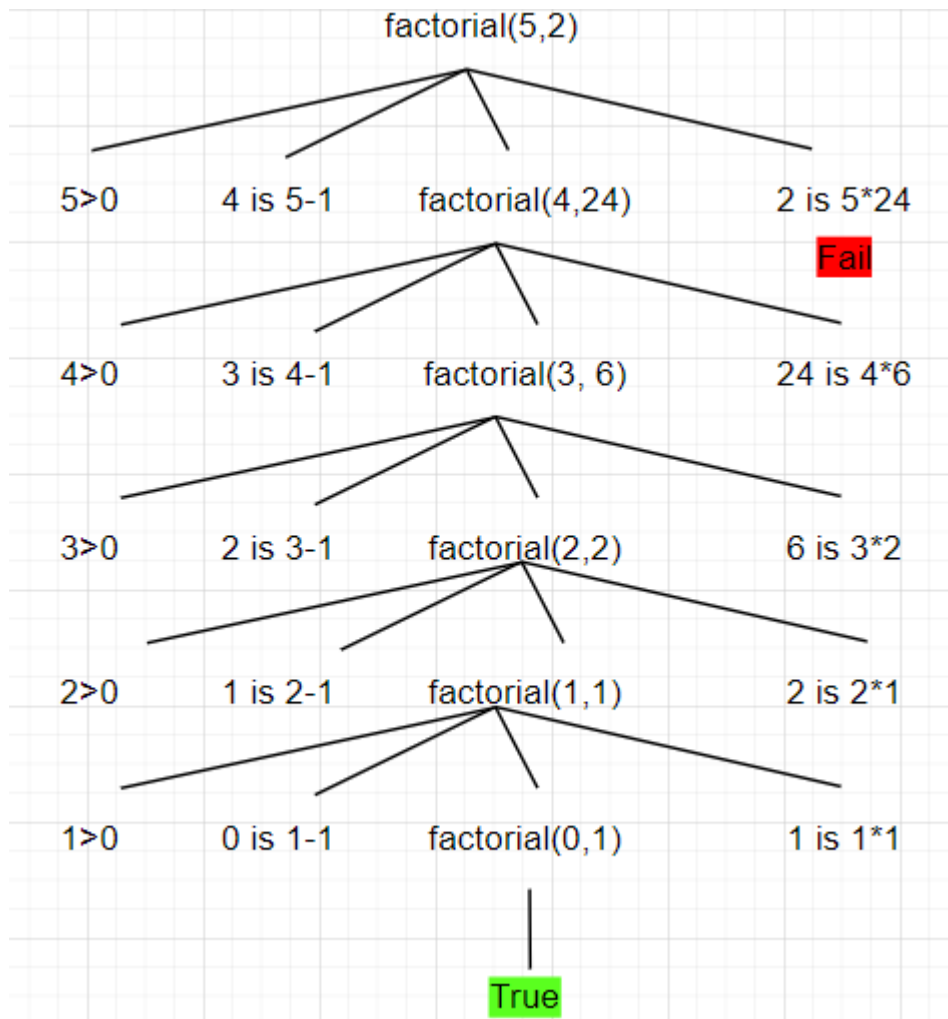 factorial(5,2)
5>0 4 is 5-1 factorial(4,24) 2 is 5*24
Fail
4>0 3 is 4-1 factorial(3, 6) 24 is 4*6
3>0 2 is 3-1 factorial(2,2) 6 is 3*2
2>0 1 is 2-1 factorial(1,1) 2 is 2*1
1>0 0 is 1-1 factorial(0,1) 1 is 1*1
True